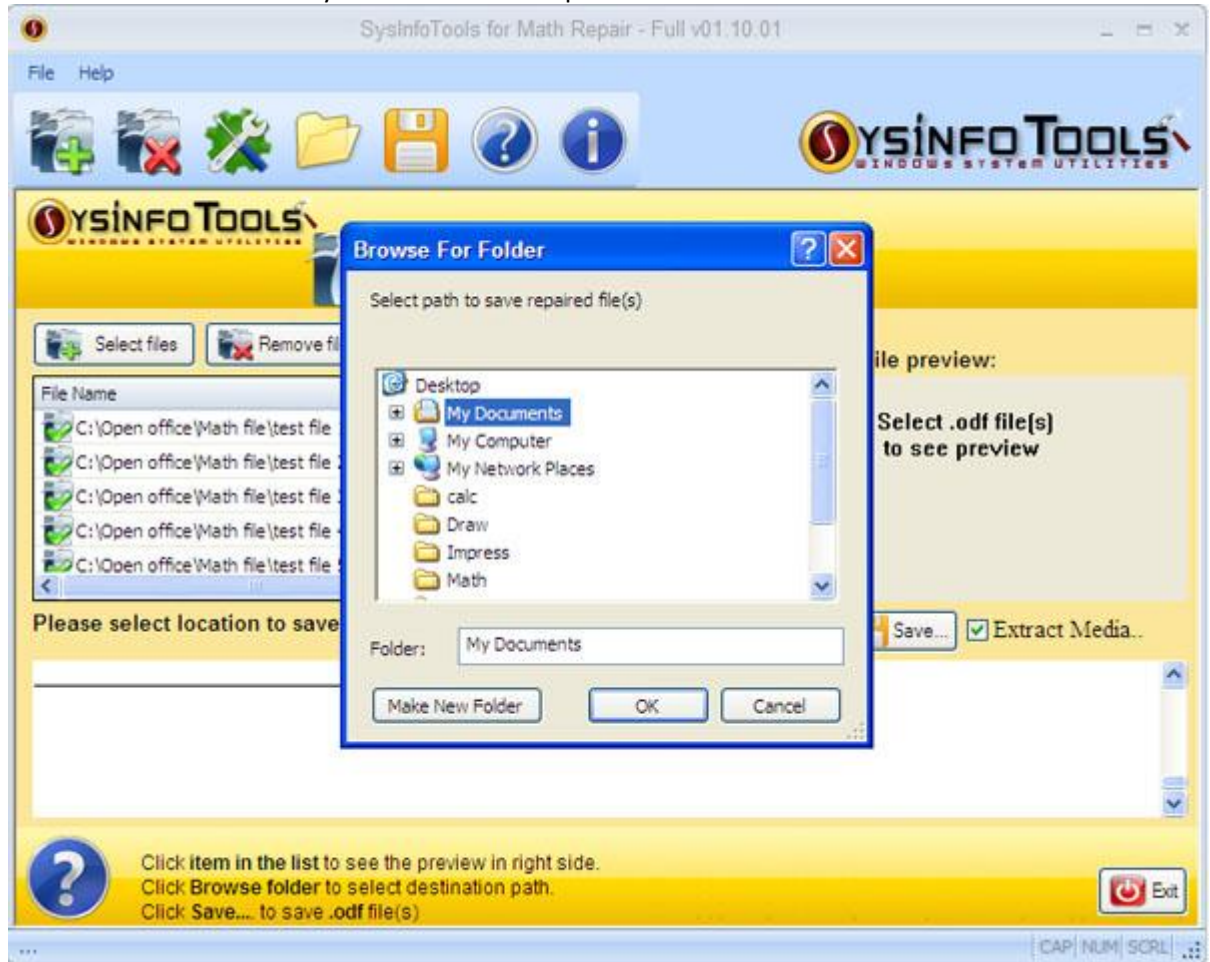 SysInfoTools for Math Repair - Full v01.10.01
File Help
SYSINFO TOOLS
WINDOWS SYSTEM UTILITIES
SYSINFO TOOLS
WINDOWS SYSTEM UTILITIES
Browse For Folder
Select path to save repaired file(s)
Desktop
My Documents
My Computer
My Network Places
calc
Draw
Impress
Math
Folder: My Documents
Make New Folder OK Cancel
Select files Remove fil
File Name
C:\Open office\Math file\test file
C:\Open office\Math file\test file
C:\Open office\Math file\test file
C:\Open office\Math file\test file
C:\Open office\Math file\test file
ile preview:
Select .odf file(s)
to see preview
Please select location to save
Save... Extract Media..
Click item in the list to see the preview in right side.
Click Browse folder to select destination path.
Click Save.... to save .odf file(s)
Exit
... CAP NUM SCRL